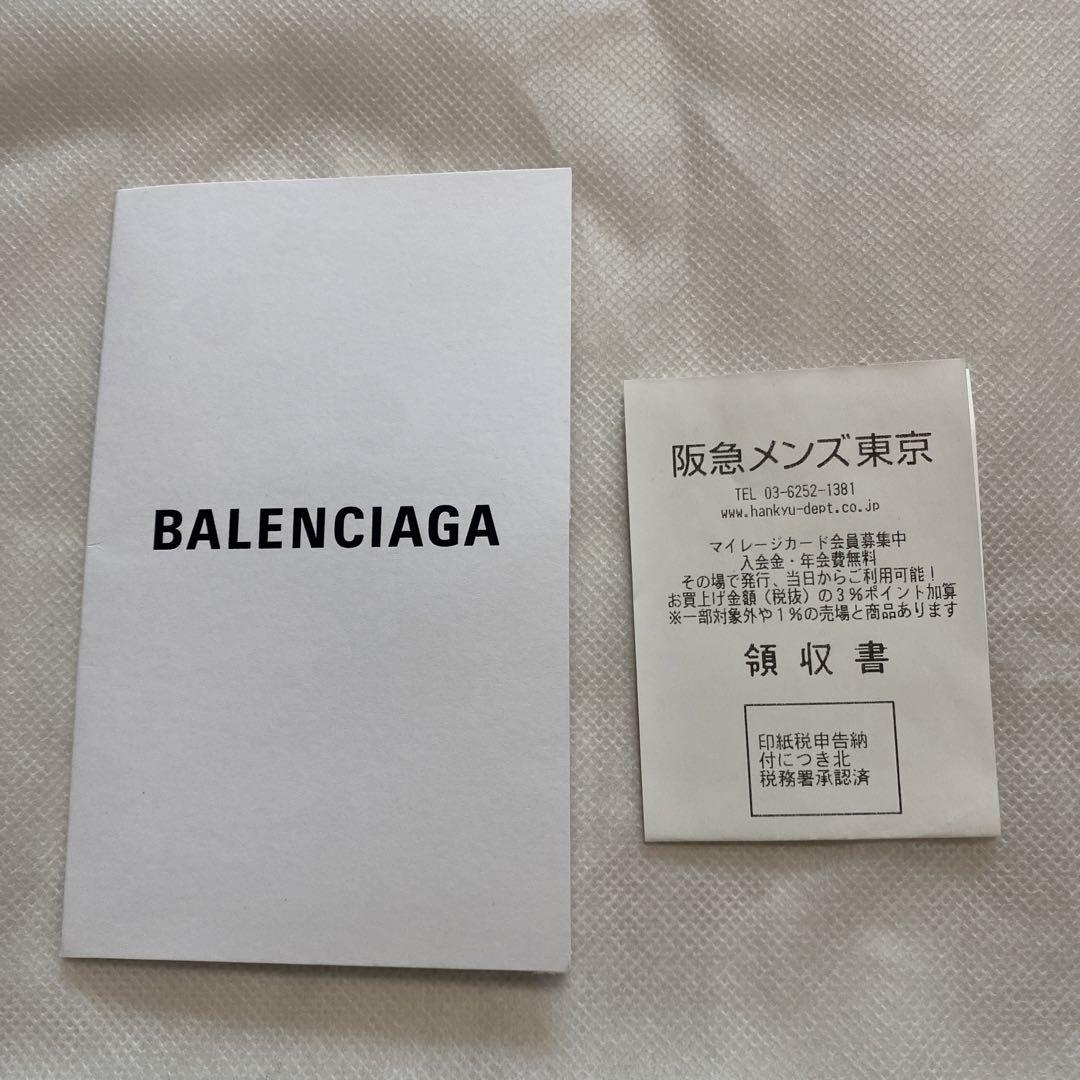 BALENCIAGA
阪急メンズ東京
TEL 03-6252-1381
www.hankyu-dept.co.jp
マイレージカード会員募集中
入会金・年会費無料
その場で発行、当日からご利用可能！
お買上げ金額（税抜）の３％ポイント加算
※一部対象外や１％の売場と商品あります
領収書
印紙税申告納
付につき北
税務署承認済